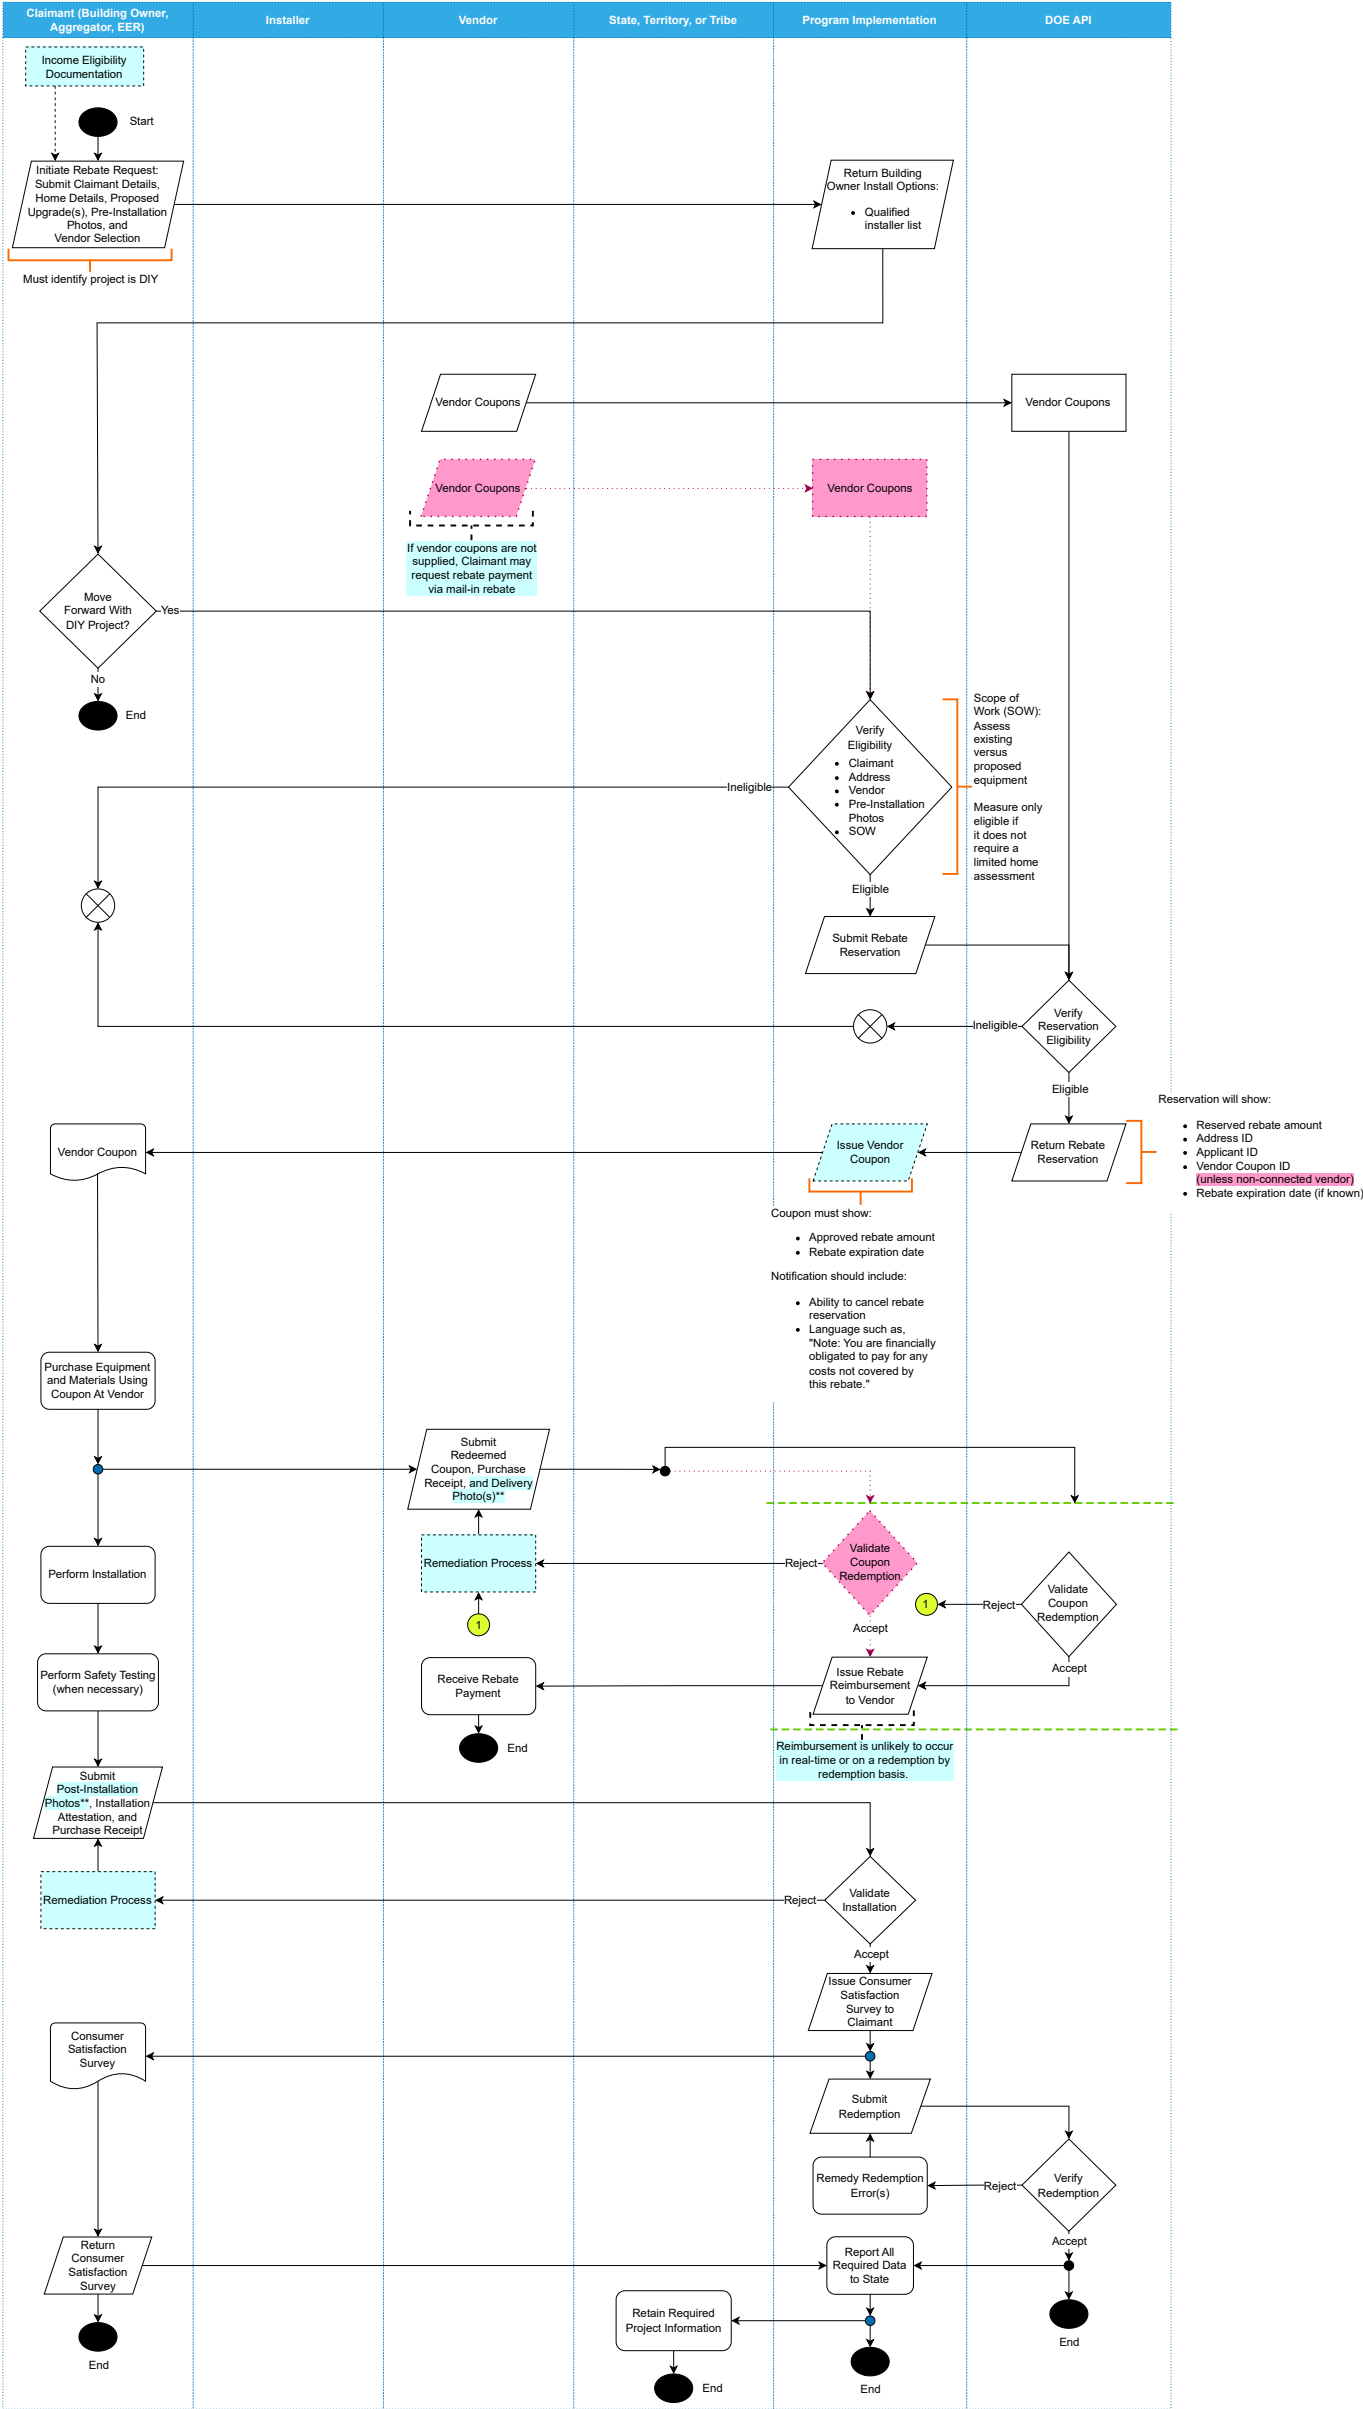 Claimant (Building Owner,
Aggregator, EER)
Installer
Vendor
State, Territory, or Tribe
Program Implementation
DOE API
Income Eligibility
Documentation
Start
Initiate Rebate Request:
Submit Claimant Details,
Home Details, Proposed
Upgrade(s), Pre-Installation
Photos, and
Vendor Selection
Must identify project is DIY
Return Building
Owner Install Options:
• Qualified
installer list
Vendor Coupons
Vendor Coupons
Vendor Coupons
Vendor Coupons
If vendor coupons are not
supplied, Claimant may
request rebate payment
via mail-in rebate
Move
Forward With
DIY Project?
Yes
No
End
Verify
Eligibility
• Claimant
• Address
• Vendor
• Pre-Installation
Photos
• SOW
Scope of
Work (SOW):
Assess
existing
versus
proposed
equipment
Measure only
eligible if
it does not
require a
limited home
assessment
Ineligible
Eligible
Submit Rebate
Reservation
Verify
Reservation
Eligibility
Ineligible
Eligible
Return Rebate
Reservation
Reservation will show:
• Reserved rebate amount
• Address ID
• Applicant ID
• Vendor Coupon ID
(unless non-connected vendor)
• Rebate expiration date (if known)
Issue Vendor
Coupon
Vendor Coupon
Coupon must show:
• Approved rebate amount
• Rebate expiration date
Notification should include:
• Ability to cancel rebate
reservation
• Language such as,
"Note: You are financially
obligated to pay for any
costs not covered by
this rebate."
Purchase Equipment
and Materials Using
Coupon At Vendor
Submit
Redeemed
Coupon, Purchase
Receipt, and Delivery
Photo(s)**
Remediation Process
1
Validate
Coupon
Redemption
Reject
Accept
Validate
Coupon
Redemption
Reject
1
Accept
Perform Installation
Perform Safety Testing
(when necessary)
Receive Rebate
Payment
End
Issue Rebate
Reimbursement
to Vendor
Reimbursement is unlikely to occur
in real-time or on a redemption by
redemption basis.
Submit
Post-Installation
Photos**, Installation
Attestation, and
Purchase Receipt
Remediation Process
Reject
Validate
Installation
Accept
Issue Consumer
Satisfaction
Survey to
Claimant
Consumer
Satisfaction
Survey
Submit
Redemption
Remedy Redemption
Error(s)
Reject
Verify
Redemption
Accept
Return
Consumer
Satisfaction
Survey
Report All
Required Data
to State
Retain Required
Project Information
End
End
End
End